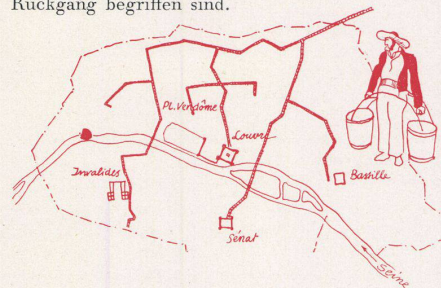 Rückgang begriffen sind.
Pl. Vendôme
Louvre
Invalides
Bastille
Sénat
Seine